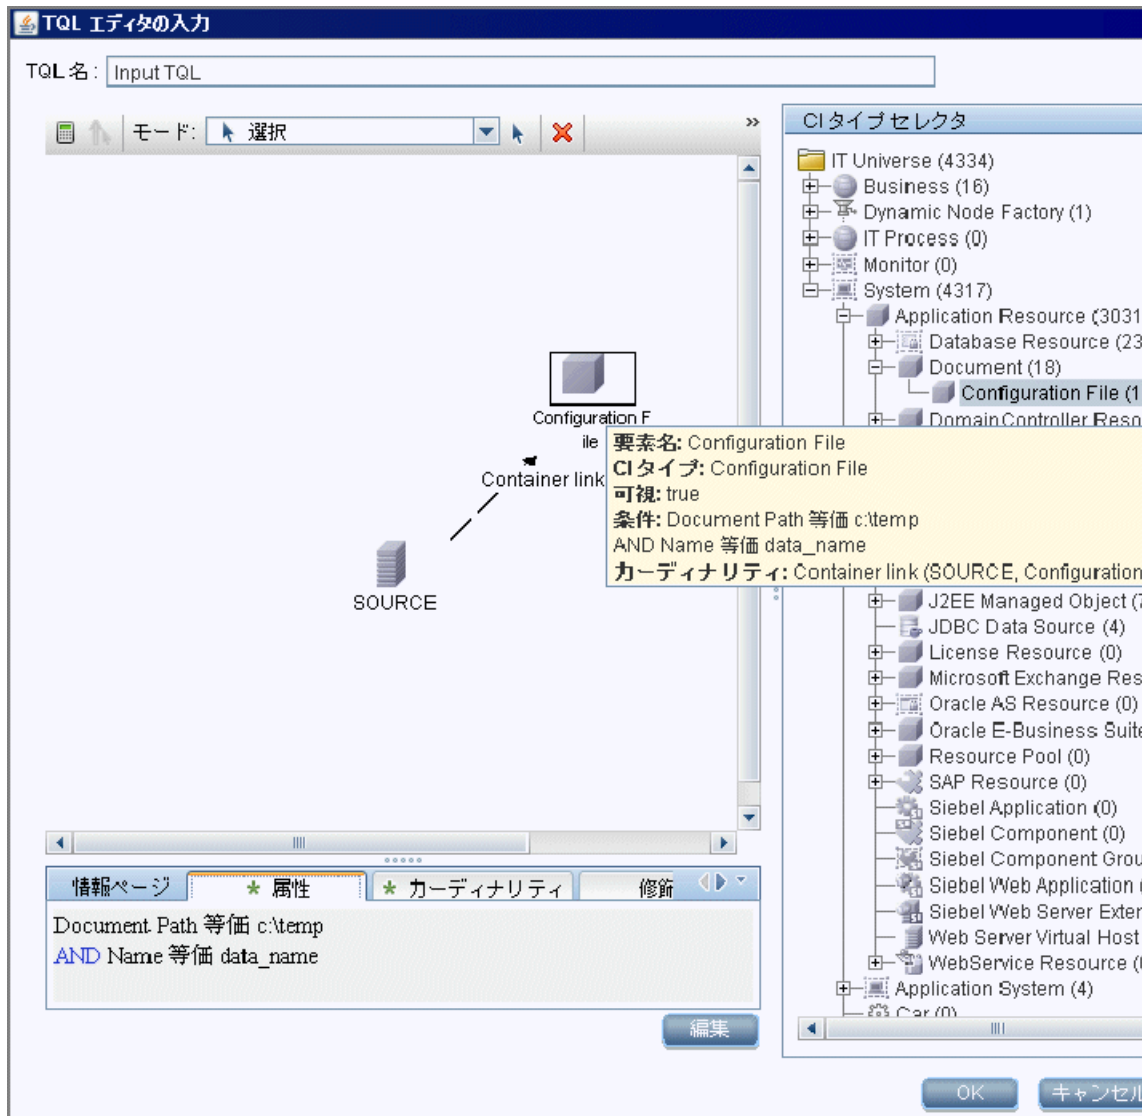 TQL エディタの入力
TQL 名 : Input TQL
モード: 選択
»
CI タイプ セレクタ
IT Universe (4334)
Business (16)
Dynamic Node Factory (1)
IT Process (0)
Monitor (0)
System (4317)
Application Resource (3031
Database Resource (23
Document (18)
Configuration File (1
Domain Controller Reso
Configuration F
ile
Container link
SOURCE
要素名: Configuration File
CI タイプ: Configuration File
可視: true
条件: Document Path 等価 c:\temp
AND Name 等価 data_name
カーディナリティ: Container link (SOURCE, Configuration
J2EE Managed Object (7
JDBC Data Source (4)
License Resource (0)
Microsoft Exchange Res
Oracle AS Resource (0)
Oracle E-Business Suite
Resource Pool (0)
SAP Resource (0)
Siebel Application (0)
Siebel Component (0)
Siebel Component Grou
Siebel Web Application (
Siebel Web Server Exter
Web Server Virtual Host
WebService Resource (0
Application System (4)
Car (0)
情報ページ * 属性 * カーディナリティ 修飾
Document Path 等価 c:\temp
AND Name 等価 data_name
編集
OK キャンセル